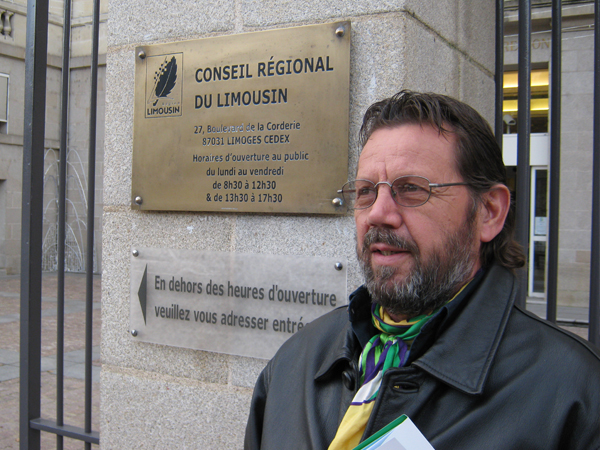 LIMOUSIN
CONSEIL RÉGIONAL
DU LIMOUSIN
27, Boulevard de la Corderie
87031 LIMOGES CEDEX
Horaires d'ouverture au public
du lundi au vendredi
de 8h30 à 12h30
& de 13h30 à 17h30
En dehors des heures d'ouverture
veuillez vous adresser entré